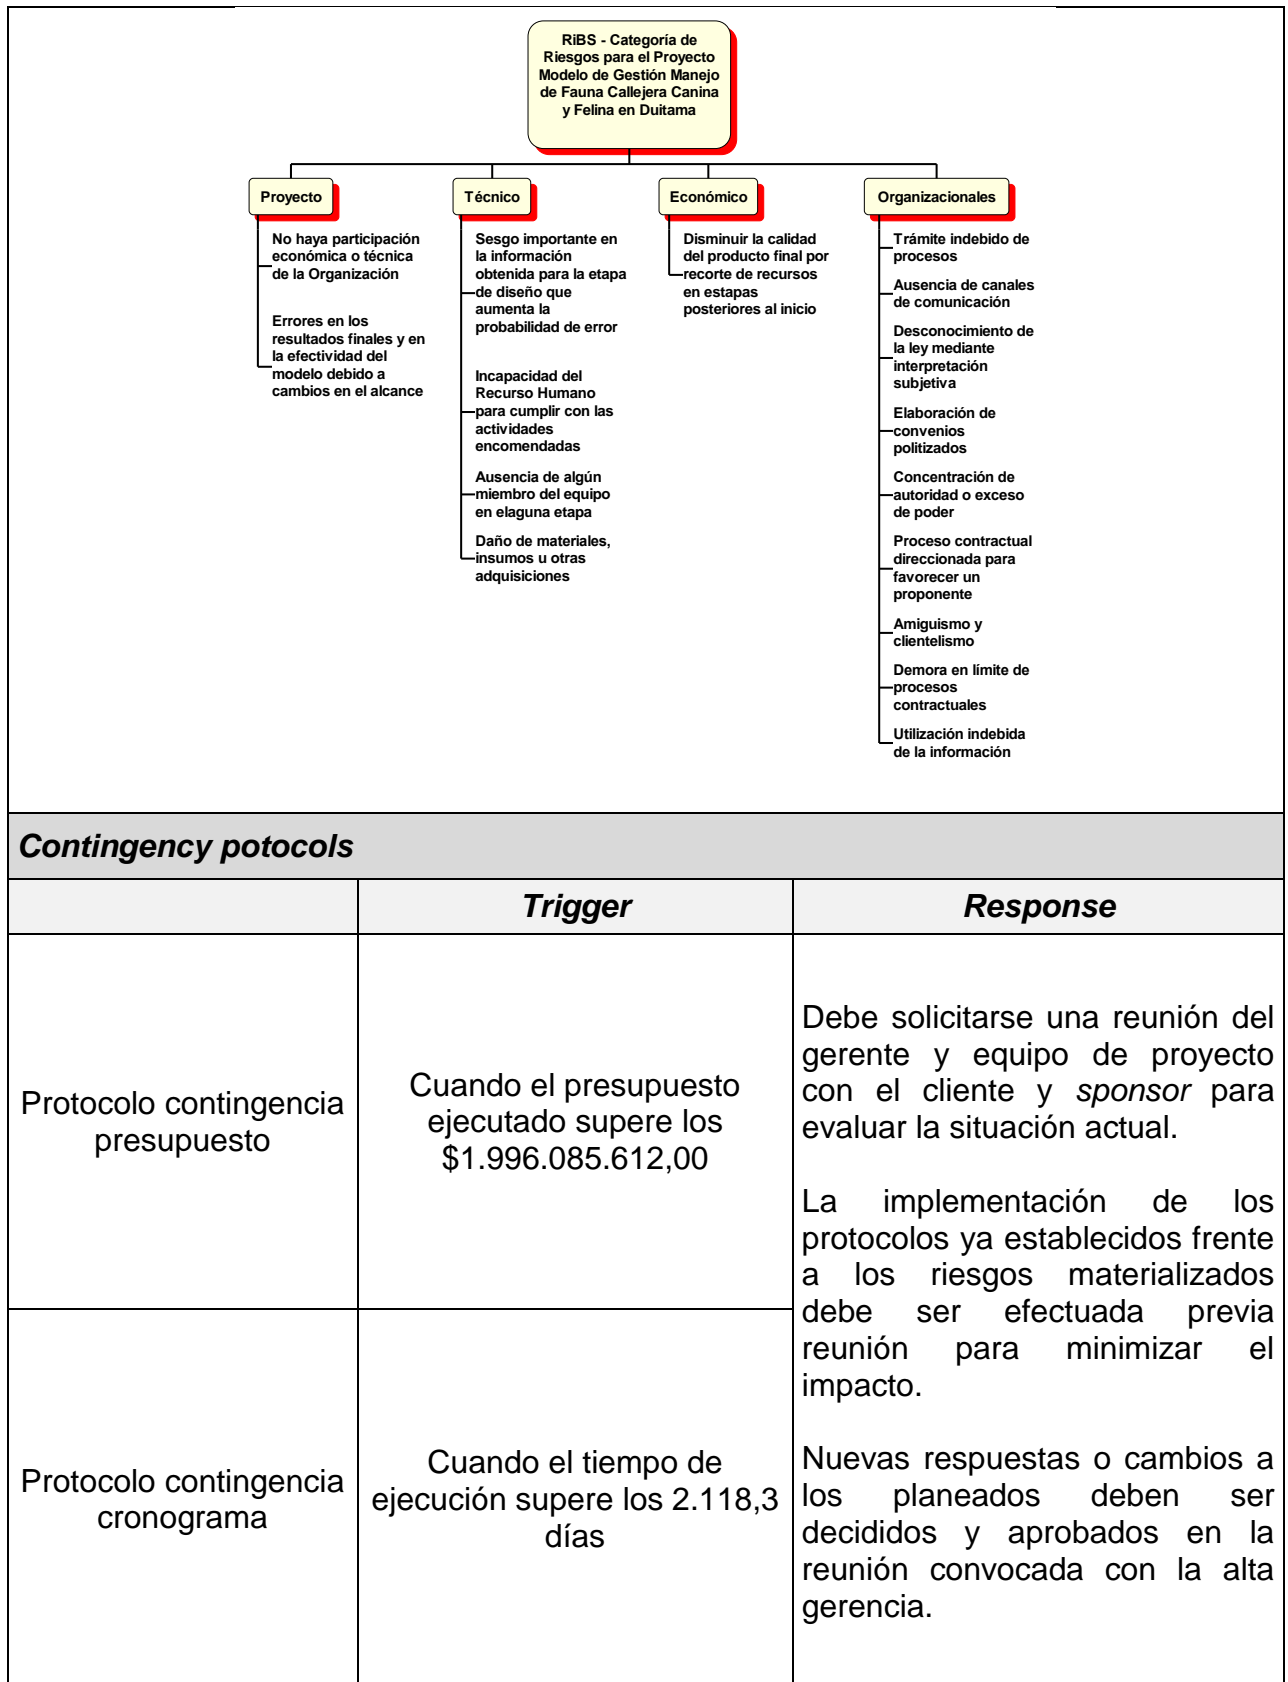 RiBS - Categoría de
Riesgos para el Proyecto
Modelo de Gestión Manejo
de Fauna Callejera Canina
y Felina en Duitama
Proyecto
No haya participación
económica o técnica
de la Organización
Errores en los
resultados finales y en
la efectividad del
modelo debido a
cambios en el alcance
Técnico
Sesgo importante en
la información
obtenida para la etapa
de diseño que
aumenta la
probabilidad de error
Incapacidad del
Recurso Humano
para cumplir con las
actividades
encomendadas
Ausencia de algún
miembro del equipo
en elaguna etapa
Daño de materiales,
insumos u otras
adquisiciones
Económico
Disminuir la calidad
del producto final por
recorte de recursos
en estapas
posteriores al inicio
Organizacionales
Trámite indebido de
procesos
Ausencia de canales
de comunicación
Desconocimiento de
la ley mediante
interpretación
subjetiva
Elaboración de
convenios
politizados
Concentración de
autoridad o exceso
de poder
Proceso contractual
direccionada para
favorecer un
proponente
Amiguismo y
clientelismo
Demora en límite de
procesos
contractuales
Utilización indebida
de la información
Contingency potocols
Trigger
Response
Protocolo contingencia
presupuesto
Cuando el presupuesto
ejecutado supere los
$1.996.085.612,00
Debe solicitarse una reunión del
gerente y equipo de proyecto
con el cliente y sponsor para
evaluar la situación actual.
La implementación de los
protocolos ya establecidos frente
a los riesgos materializados
debe ser efectuada previa
reunión para minimizar el
impacto.
Nuevas respuestas o cambios a
los planeados deben ser
decididos y aprobados en la
reunión convocada con la alta
gerencia.
Protocolo contingencia
cronograma
Cuando el tiempo de
ejecución supere los 2.118,3
días